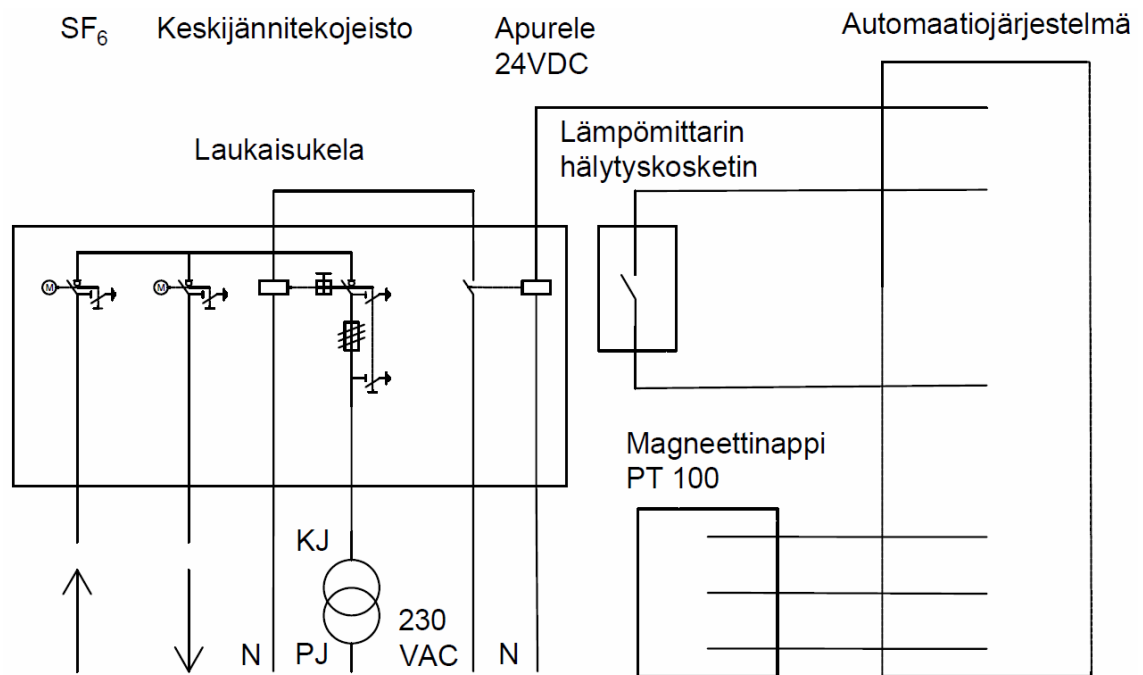 SF₆ Keskijännitekojeisto Apurele Automaatiojärjestelmä
24VDC
Lämpömittarin
hälytyskosketin
Laukaisukela
M M
Magneettinappi
PT 100
KJ
230
N PJ VAC N